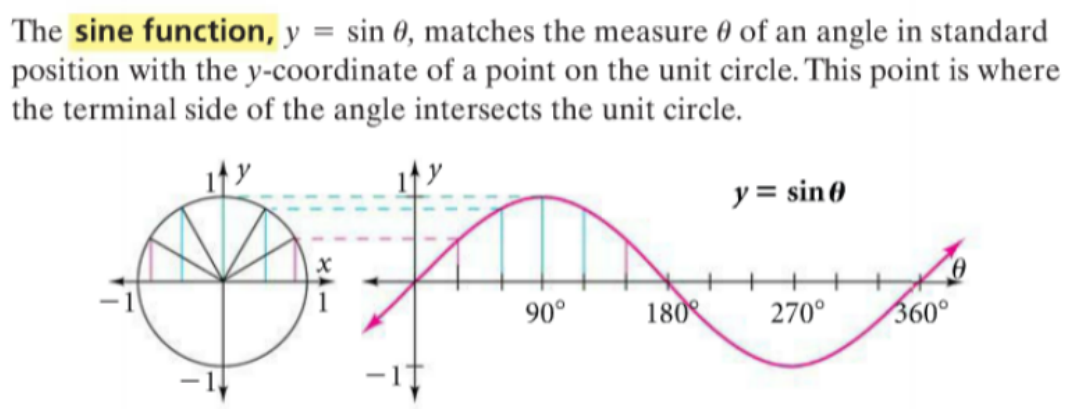 The sine function, y = sin θ, matches the measure θ of an angle in standard
position with the y-coordinate of a point on the unit circle. This point is where
the terminal side of the angle intersects the unit circle.
1 y
1 y
y = sin θ
x
θ
−1
1
90°
180°
270°
360°
−1
−1